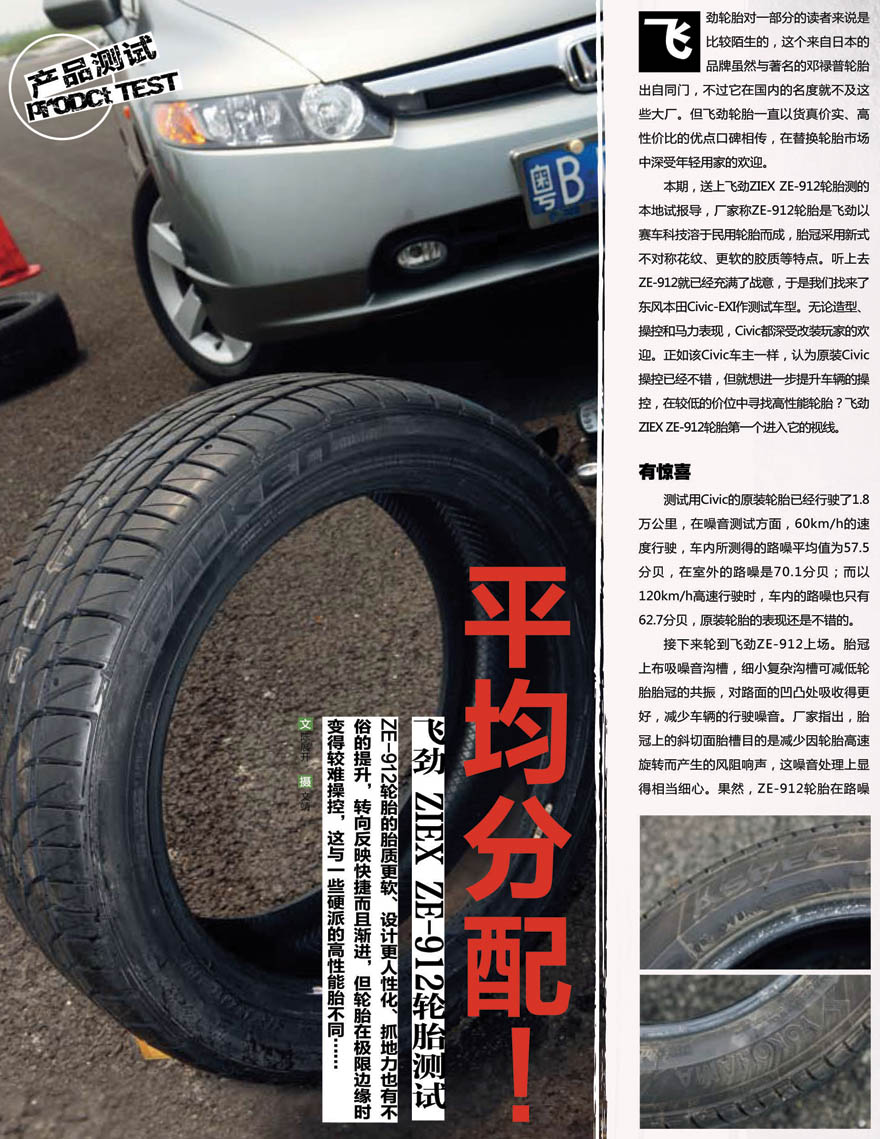 产品测试
PRODCt TEST
粤B
FALKEN
平均分配！
飞劲 ZIEX ZE-912轮胎测试
ZE-912轮胎的胎质更软、设计更人性化、抓地力也有不
俗的提升，转向反映快捷而且渐进，但轮胎在极限边缘时
变得较难操控，这与一些硬派的高性能胎不同……
文
摄
飞劲轮胎对一部分的读者来说是
比较陌生的，这个来自日本的
品牌虽然与著名的邓禄普轮胎
出自同门，不过它在国内的名度就不及这
些大厂。但飞劲轮胎一直以货真价实、高
性价比的优点口碑相传，在替换轮胎市场
中深受年轻用家的欢迎。
本期，送上飞劲ZIEX ZE-912轮胎测的
本地试报导，厂家称ZE-912轮胎是飞劲以
赛车科技溶于民用轮胎而成，胎冠采用新式
不对称花纹、更软的胶质等特点。听上去
ZE-912就已经充满了战意，于是我们找来了
东风本田Civic-EXI作测试车型。无论造型、
操控和马力表现，Civic都深受改装玩家的欢
迎。正如该Civic车主一样，认为原装Civic
操控已经不错，但就想进一步提升车辆的操
控，在较低的价位中寻找高性能轮胎？飞劲
ZIEX ZE-912轮胎第一个进入它的视线。
有惊喜
测试用Civic的原装轮胎已经行驶了1.8
万公里，在噪音测试方面，60km/h的速
度行驶，车内所测得的路噪平均值为57.5
分贝，在室外的路噪是70.1分贝；而以
120km/h高速行驶时，车内的路噪也只有
62.7分贝，原装轮胎的表现还是不错的。
接下来轮到飞劲ZE-912上场。胎冠
上布吸噪音沟槽，细小复杂沟槽可减低轮
胎胎冠的共振，对路面的凹凸处吸收得更
好，减少车辆的行驶噪音。厂家指出，胎
冠上的斜切面胎槽目的是减少因轮胎高速
旋转而产生的风阻响声，这噪音处理上显
得相当细心。果然，ZE-912轮胎在路噪